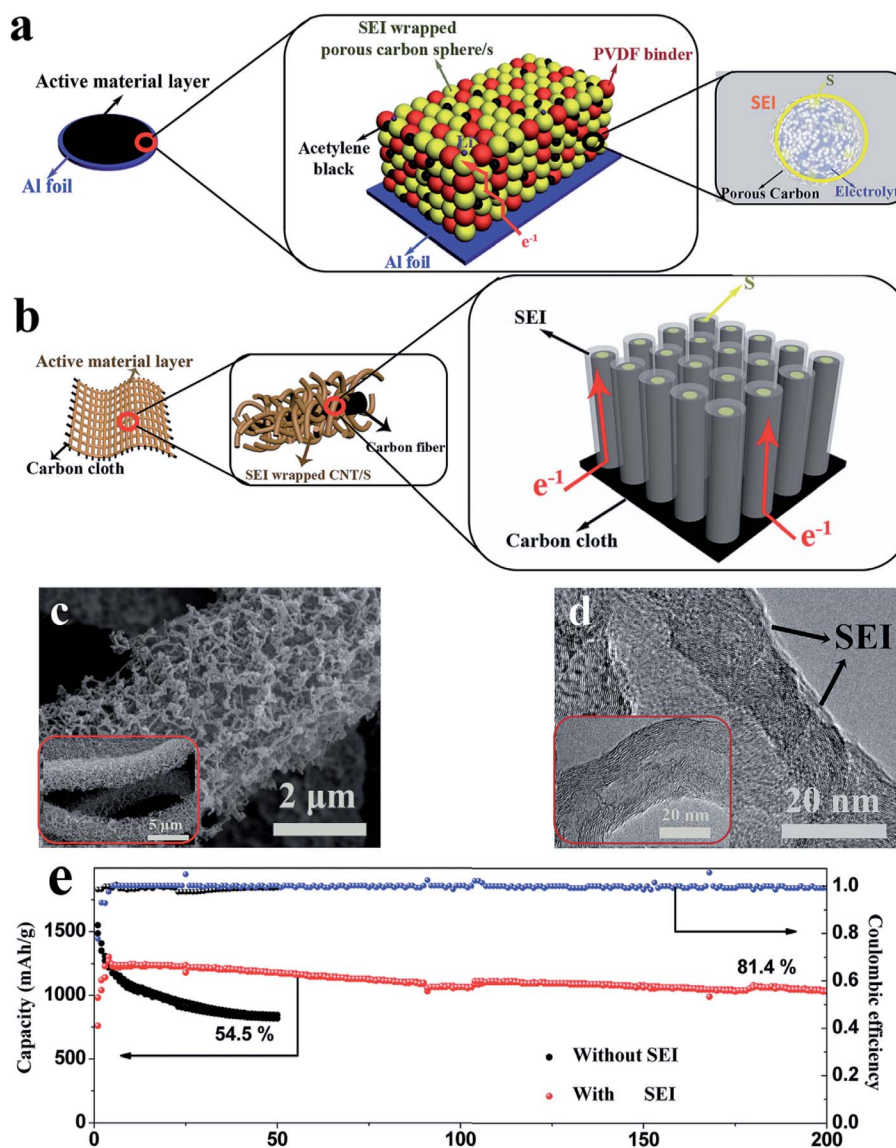 a
SEI wrapped
porous carbon sphere/s
PVDF binder
Active material layer
Acetylene
black
Li
Al foil
e⁻¹
Al foil
SEI
S
Porous Carbon
Electrolyt
b
Active material layer
Carbon cloth
Carbon fiber
SEI wrapped CNT/S
S
SEI
e⁻¹
e⁻¹
Carbon cloth
c
5 μm
2 μm
d
SEI
20 nm
20 nm
e
Capacity (mAh/g)
1500
1000
500
0
54.5 %
81.4 %
Without SEI
With SEI
1.0
0.8
0.6
0.4
0.2
0.0
Coulombic efficiency
0 50 100 150 200